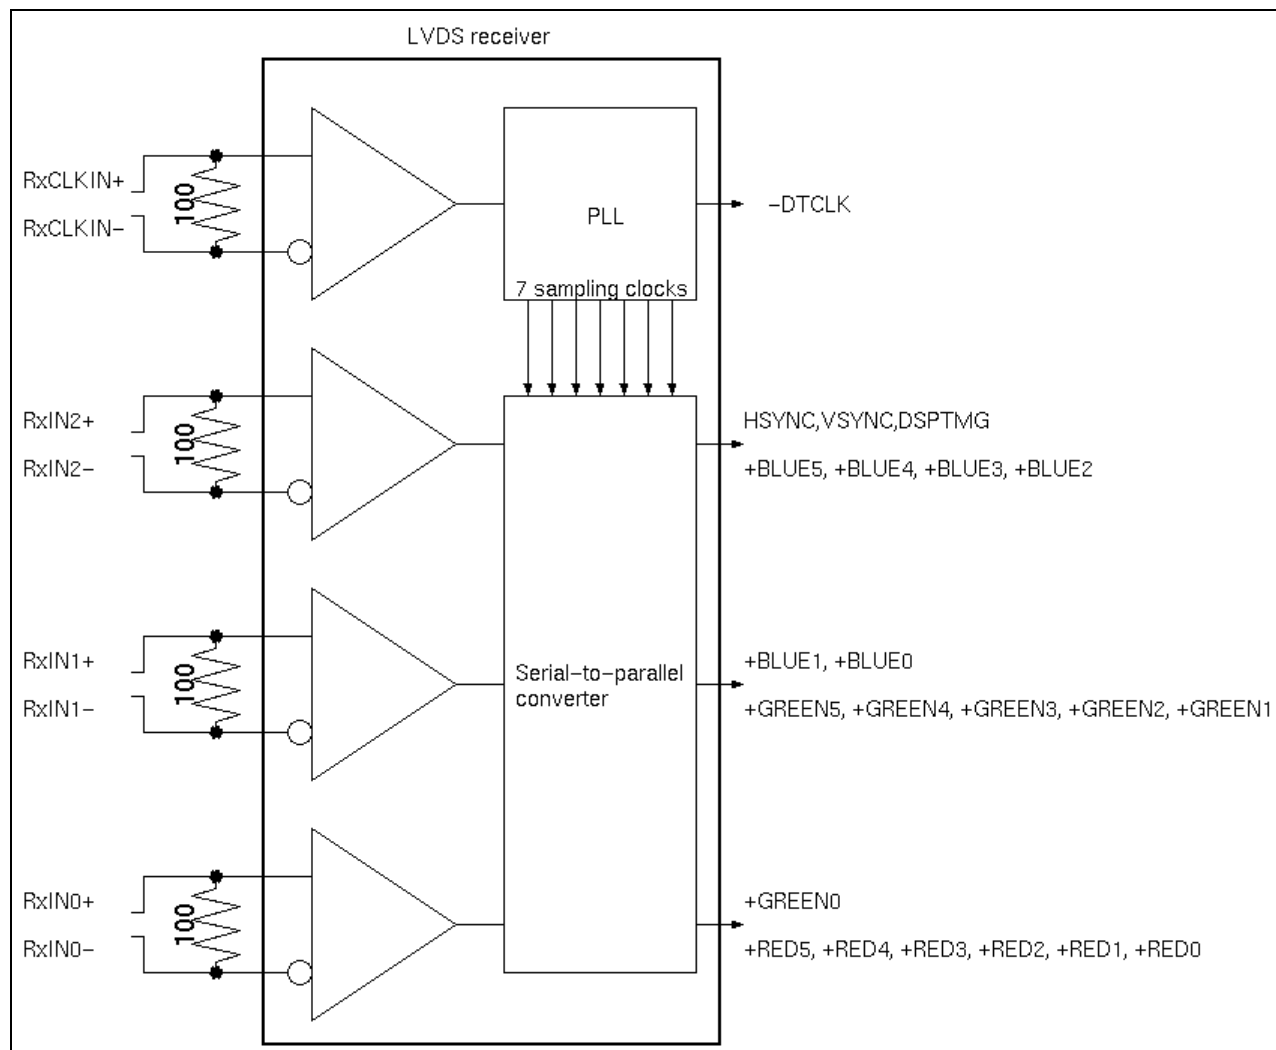 LVDS receiver
RxCLKIN+
100
RxCLKIN−
PLL
−DTCLK
7 sampling clocks
RxIN2+
100
RxIN2−
HSYNC,VSYNC,DSPTMG
+BLUE5, +BLUE4, +BLUE3, +BLUE2
RxIN1+
100
RxIN1−
Serial−to−parallel
converter
+BLUE1, +BLUE0
+GREEN5, +GREEN4, +GREEN3, +GREEN2, +GREEN1
RxIN0+
100
RxIN0−
+GREEN0
+RED5, +RED4, +RED3, +RED2, +RED1, +RED0